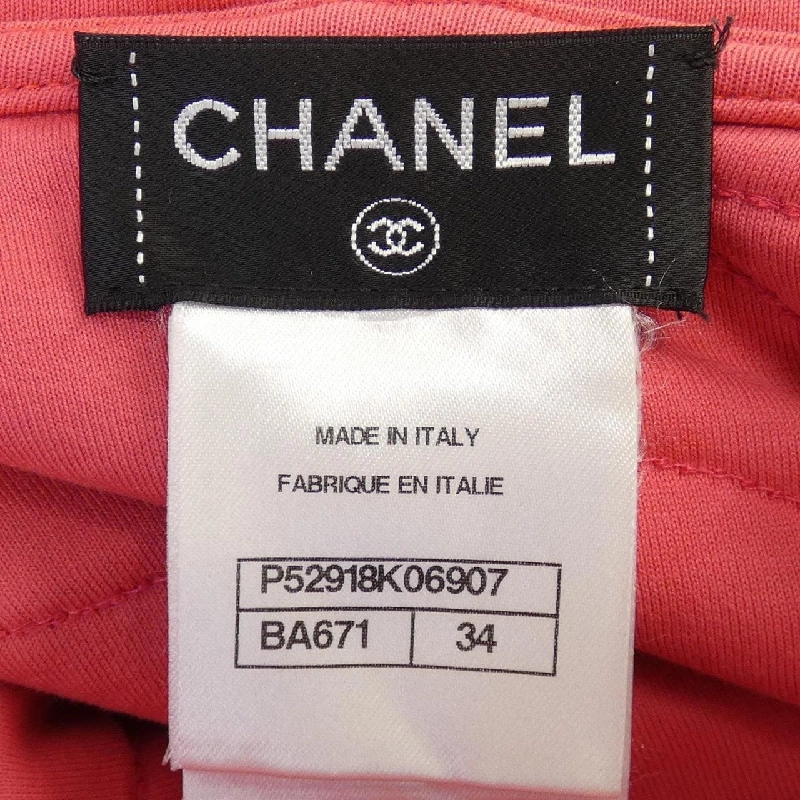 CHANEL
MADE IN ITALY
FABRIQUE EN ITALIE
P52918K06907
BA671 34